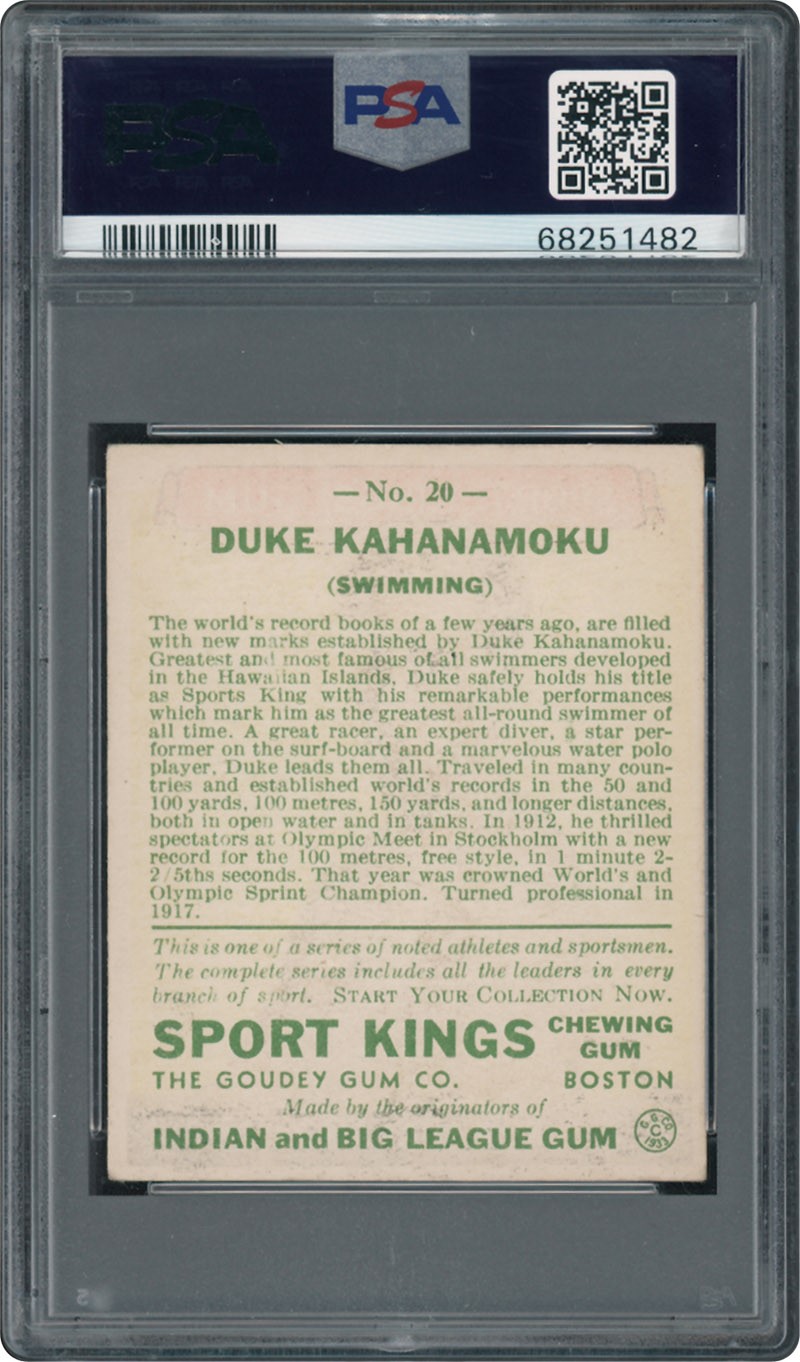 PSA
PSA
68251482
— No. 20 —
DUKE KAHANAMOKU
(SWIMMING)
The world's record books of a few years ago, are filled
with new marks established by Duke Kahanamoku.
Greatest and most famous of all swimmers developed
in the Hawaiian Islands, Duke safely holds his title
as Sports King with his remarkable performances
which mark him as the greatest all-round swimmer of
all time. A great racer, an expert diver, a star per-
former on the surf-board and a marvelous water polo
player, Duke leads them all. Traveled in many coun-
tries and established world's records in the 50 and
100 yards, 100 metres, 150 yards, and longer distances,
both in open water and in tanks. In 1912, he thrilled
spectators at Olympic Meet in Stockholm with a new
record for the 100 metres, free style, in 1 minute 2-
2/5ths seconds. That year was crowned World's and
Olympic Sprint Champion. Turned professional in
1917.
This is one of a series of noted athletes and sportsmen.
The complete series includes all the leaders in every
branch of sport. START YOUR COLLECTION NOW.
SPORT KINGS CHEWING GUM
THE GOUDEY GUM CO. BOSTON
Made by the originators of
INDIAN and BIG LEAGUE GUM
G. G. CO.
C
1933